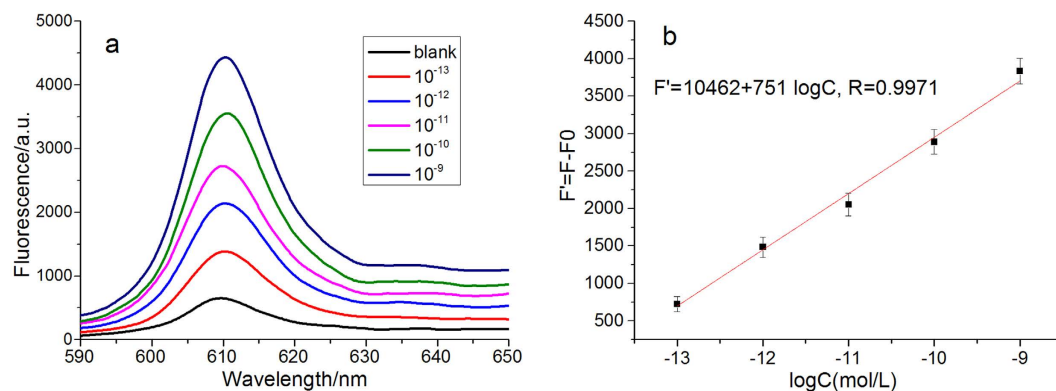 a
5000
4000
3000
2000
1000
0
Fluorescence/a.u.
590 600 610 620 630 640 650
Wavelength/nm
blank
10⁻¹³
10⁻¹²
10⁻¹¹
10⁻¹⁰
10⁻⁹
b
4500
4000
3500
3000
2500
2000
1500
1000
500
F'=F-F0
F'=10462+751 logC, R=0.9971
-13 -12 -11 -10 -9
logC(mol/L)